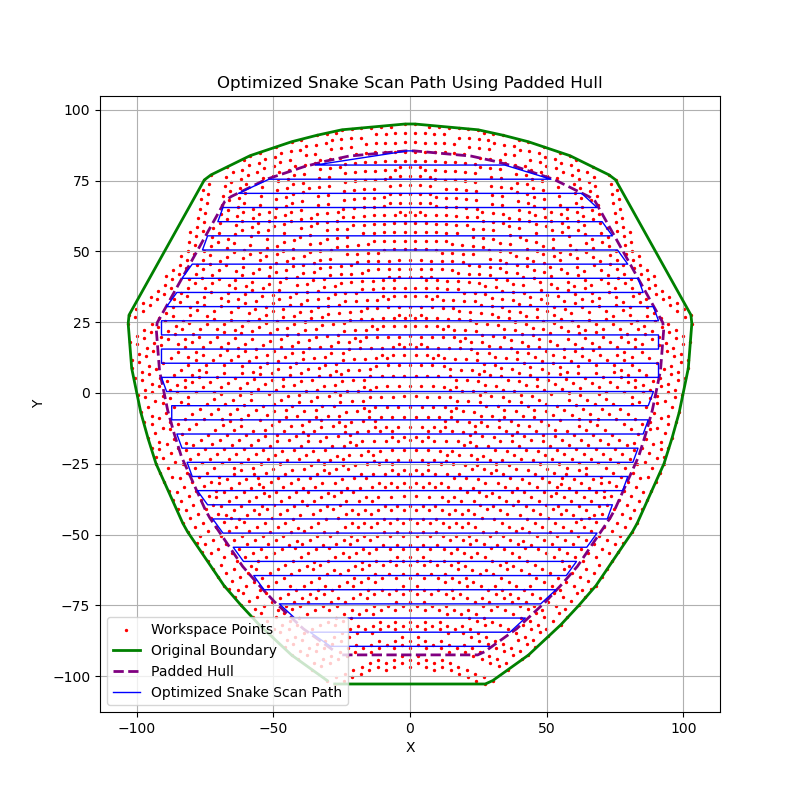 Optimized Snake Scan Path Using Padded Hull
100
75
50
25
0
−25
−50
−75
−100
Y
Workspace Points
Original Boundary
Padded Hull
Optimized Snake Scan Path
−100
−50
0
50
100
X